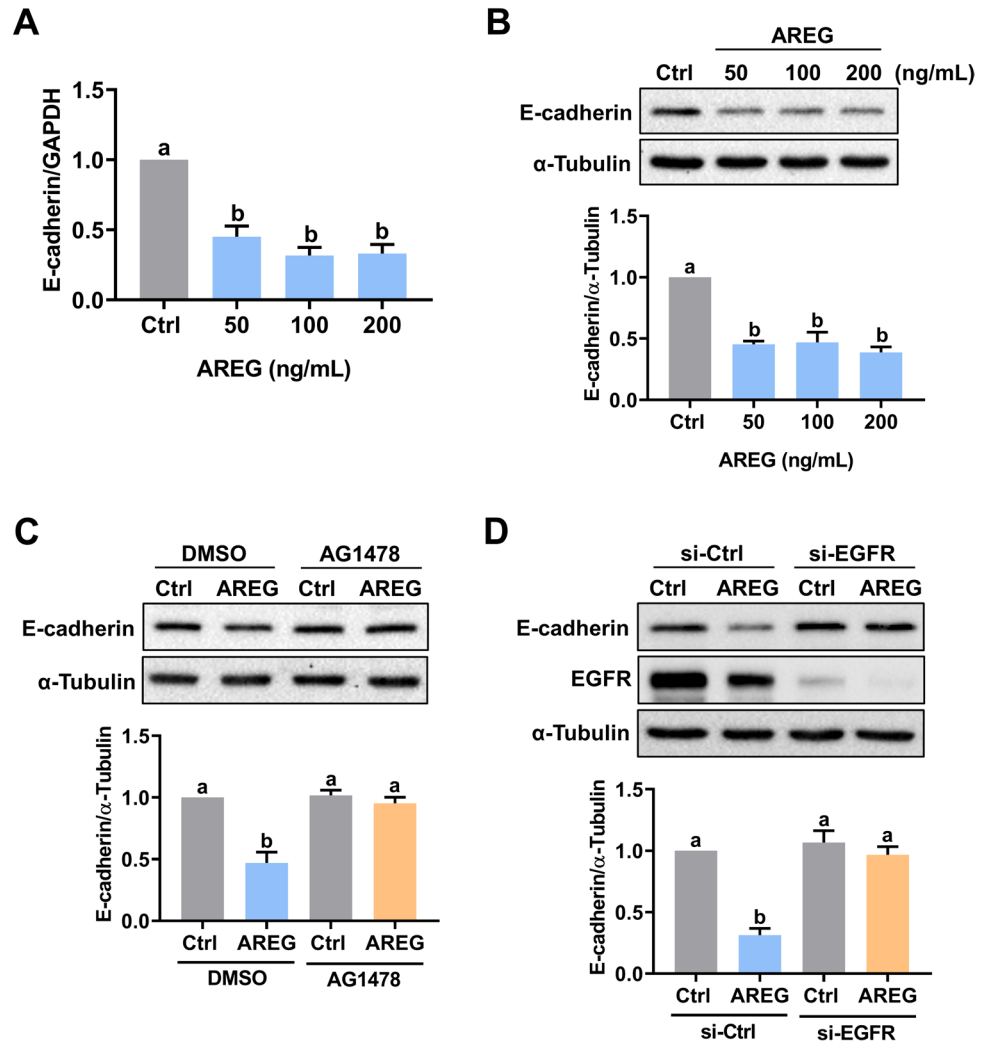 A
E-cadherin/GAPDH
1.5
1.0
0.5
0.0
a
b
b
b
Ctrl 50 100 200
AREG (ng/mL)
B
AREG
Ctrl 50 100 200 (ng/mL)
E-cadherin
α-Tubulin
E-cadherin/α-Tubulin
1.5
1.0
0.5
0.0
a
b
b
b
Ctrl 50 100 200
AREG (ng/mL)
C
DMSO AG1478
Ctrl AREG Ctrl AREG
E-cadherin
α-Tubulin
E-cadherin/α-Tubulin
1.5
1.0
0.5
0.0
a
b
a
a
Ctrl AREG Ctrl AREG
DMSO AG1478
D
si-Ctrl si-EGFR
Ctrl AREG Ctrl AREG
E-cadherin
EGFR
α-Tubulin
E-cadherin/α-Tubulin
1.5
1.0
0.5
0.0
a
b
a
a
Ctrl AREG Ctrl AREG
si-Ctrl si-EGFR